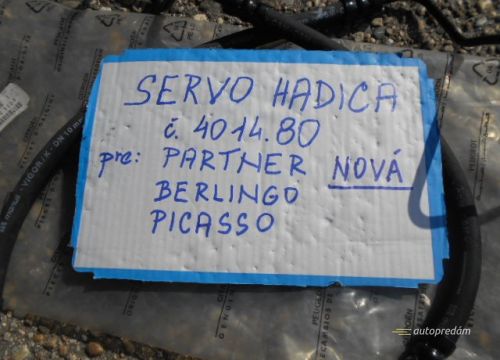 SERVO HADICA
č. 4014.80
pre: PARTNER NOVÁ
BERLINGO
PICASSO
autopredám